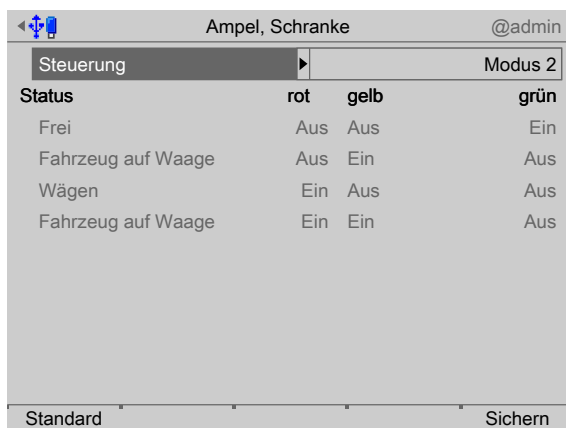 Ampel, Schranke @admin
Steuerung Modus 2
Status rot gelb grün
Frei Aus Aus Ein
Fahrzeug auf Waage Aus Ein Aus
Wägen Ein Aus Aus
Fahrzeug auf Waage Ein Ein Aus
Standard Sichern